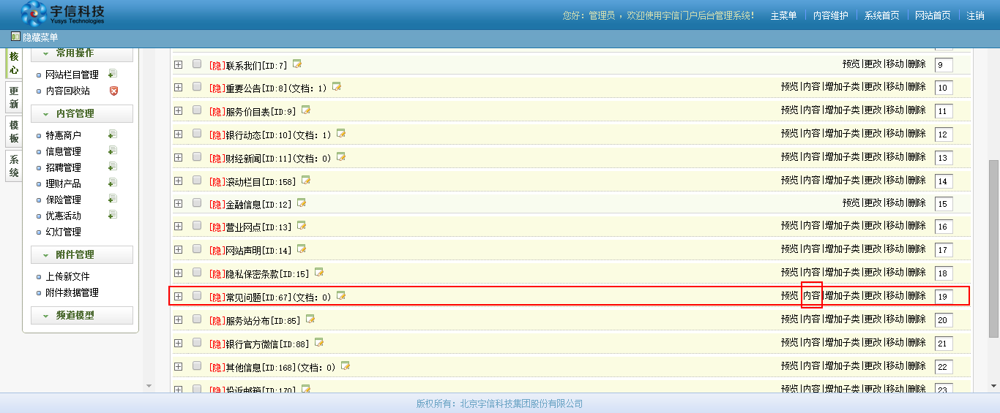 宇信科技
Yusys Technologies
您好：管理员 ，欢迎使用宇信门户后台管理系统！ 主菜单 内容维护 系统首页 网站首页 注销
隐藏菜单
核心
更新
模板
系统
常用操作
网站栏目管理
内容回收站
内容管理
特惠商户
信息管理
招聘管理
理财产品
保险管理
优惠活动
幻灯管理
附件管理
上传新文件
附件数据管理
频道模型
[隐]联系我们[ID:7] 预览|更改|移动|删除 9
[隐]重要公告[ID:8](文档：1) 预览|内容|增加子类|更改|移动|删除 10
[隐]服务价目表[ID:9] 预览|内容|增加子类|更改|移动|删除 11
[隐]银行动态[ID:10](文档：1) 预览|内容|增加子类|更改|移动|删除 12
[隐]财经新闻[ID:11](文档：0) 预览|内容|增加子类|更改|移动|删除 13
[隐]滚动栏目[ID:158] 预览|内容|增加子类|更改|移动|删除 14
[隐]金融信息[ID:12] 预览|更改|移动|删除 15
[隐]营业网点[ID:13] 预览|内容|增加子类|更改|移动|删除 16
[隐]网站声明[ID:14] 预览|内容|增加子类|更改|移动|删除 17
[隐]隐私保密条款[ID:15] 预览|内容|增加子类|更改|移动|删除 18
[隐]常见问题[ID:67](文档：0) 预览|内容|增加子类|更改|移动|删除 19
[隐]服务站分布[ID:85] 预览|内容|增加子类|更改|移动|删除 20
[隐]银行官方微信[ID:88] 预览|内容|增加子类|更改|移动|删除 21
[隐]其他信息[ID:168](文档：0) 预览|内容|增加子类|更改|移动|删除 22
[隐]投诉邮箱[ID:170] 预览|内容|增加子类|更改|移动|删除 23
版权所有：北京宇信科技集团股份有限公司